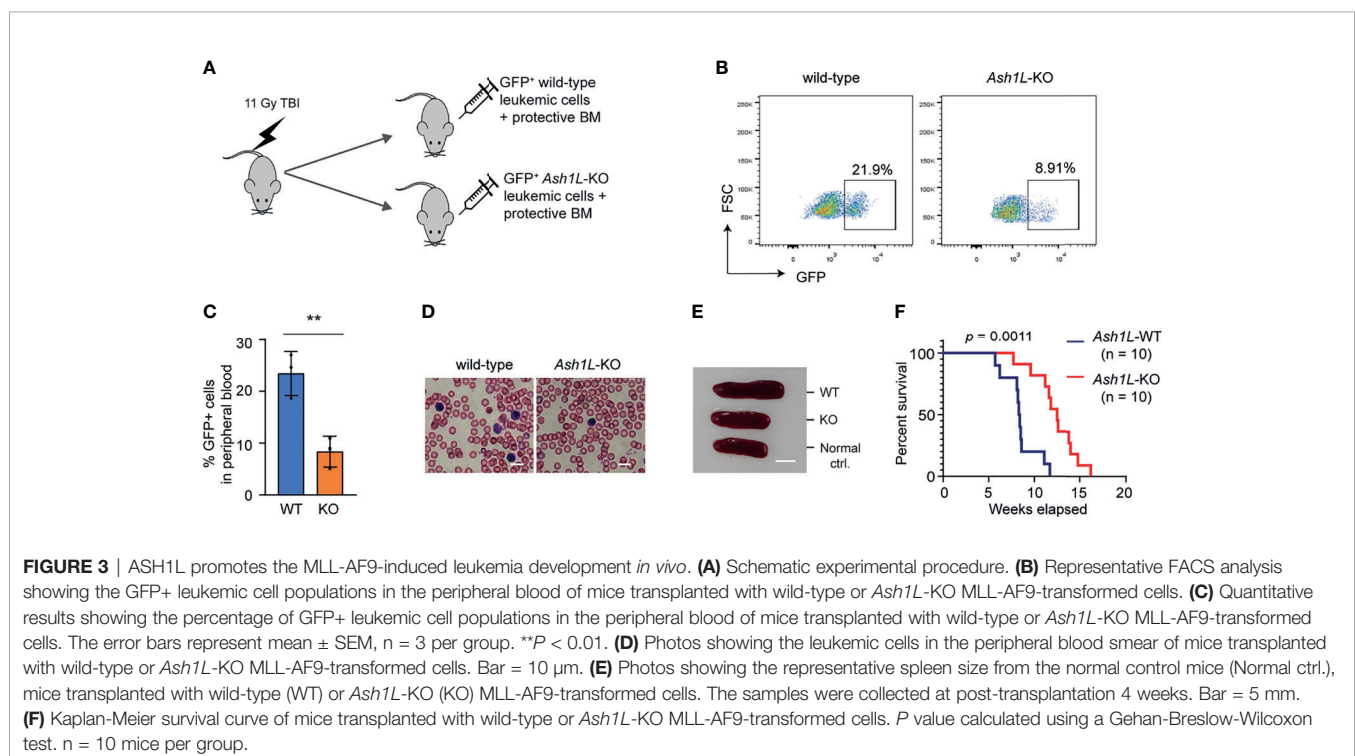 A
11 Gy TBI
GFP+ wild-type
leukemic cells
+ protective BM
GFP+ Ash1L-KO
leukemic cells +
protective BM
B
wild-type
Ash1L-KO
250K
200K
150K
100K
50K
0
21.9%
0
10³
10⁴
250K
200K
150K
100K
50K
0
8.91%
0
10³
10⁴
FSC
GFP
C
**
% GFP+ cells
in peripheral blood
30
20
10
0
WT
KO
D
wild-type
Ash1L-KO
E
WT
KO
Normal
ctrl.
F
p = 0.0011
Ash1L-WT
(n = 10)
Ash1L-KO
(n = 10)
Percent survival
100
50
0
0
5
10
15
20
Weeks elapsed
FIGURE 3 | ASH1L promotes the MLL-AF9-induced leukemia development in vivo. (A) Schematic experimental procedure. (B) Representative FACS analysis
showing the GFP+ leukemic cell populations in the peripheral blood of mice transplanted with wild-type or Ash1L-KO MLL-AF9-transformed cells. (C) Quantitative
results showing the percentage of GFP+ leukemic cell populations in the peripheral blood of mice transplanted with wild-type or Ash1L-KO MLL-AF9-transformed
cells. The error bars represent mean ± SEM, n = 3 per group. **P < 0.01. (D) Photos showing the leukemic cells in the peripheral blood smear of mice transplanted
with wild-type or Ash1L-KO MLL-AF9-transformed cells. Bar = 10 µm. (E) Photos showing the representative spleen size from the normal control mice (Normal ctrl.),
mice transplanted with wild-type (WT) or Ash1L-KO (KO) MLL-AF9-transformed cells. The samples were collected at post-transplantation 4 weeks. Bar = 5 mm.
(F) Kaplan-Meier survival curve of mice transplanted with wild-type or Ash1L-KO MLL-AF9-transformed cells. P value calculated using a Gehan-Breslow-Wilcoxon
test. n = 10 mice per group.